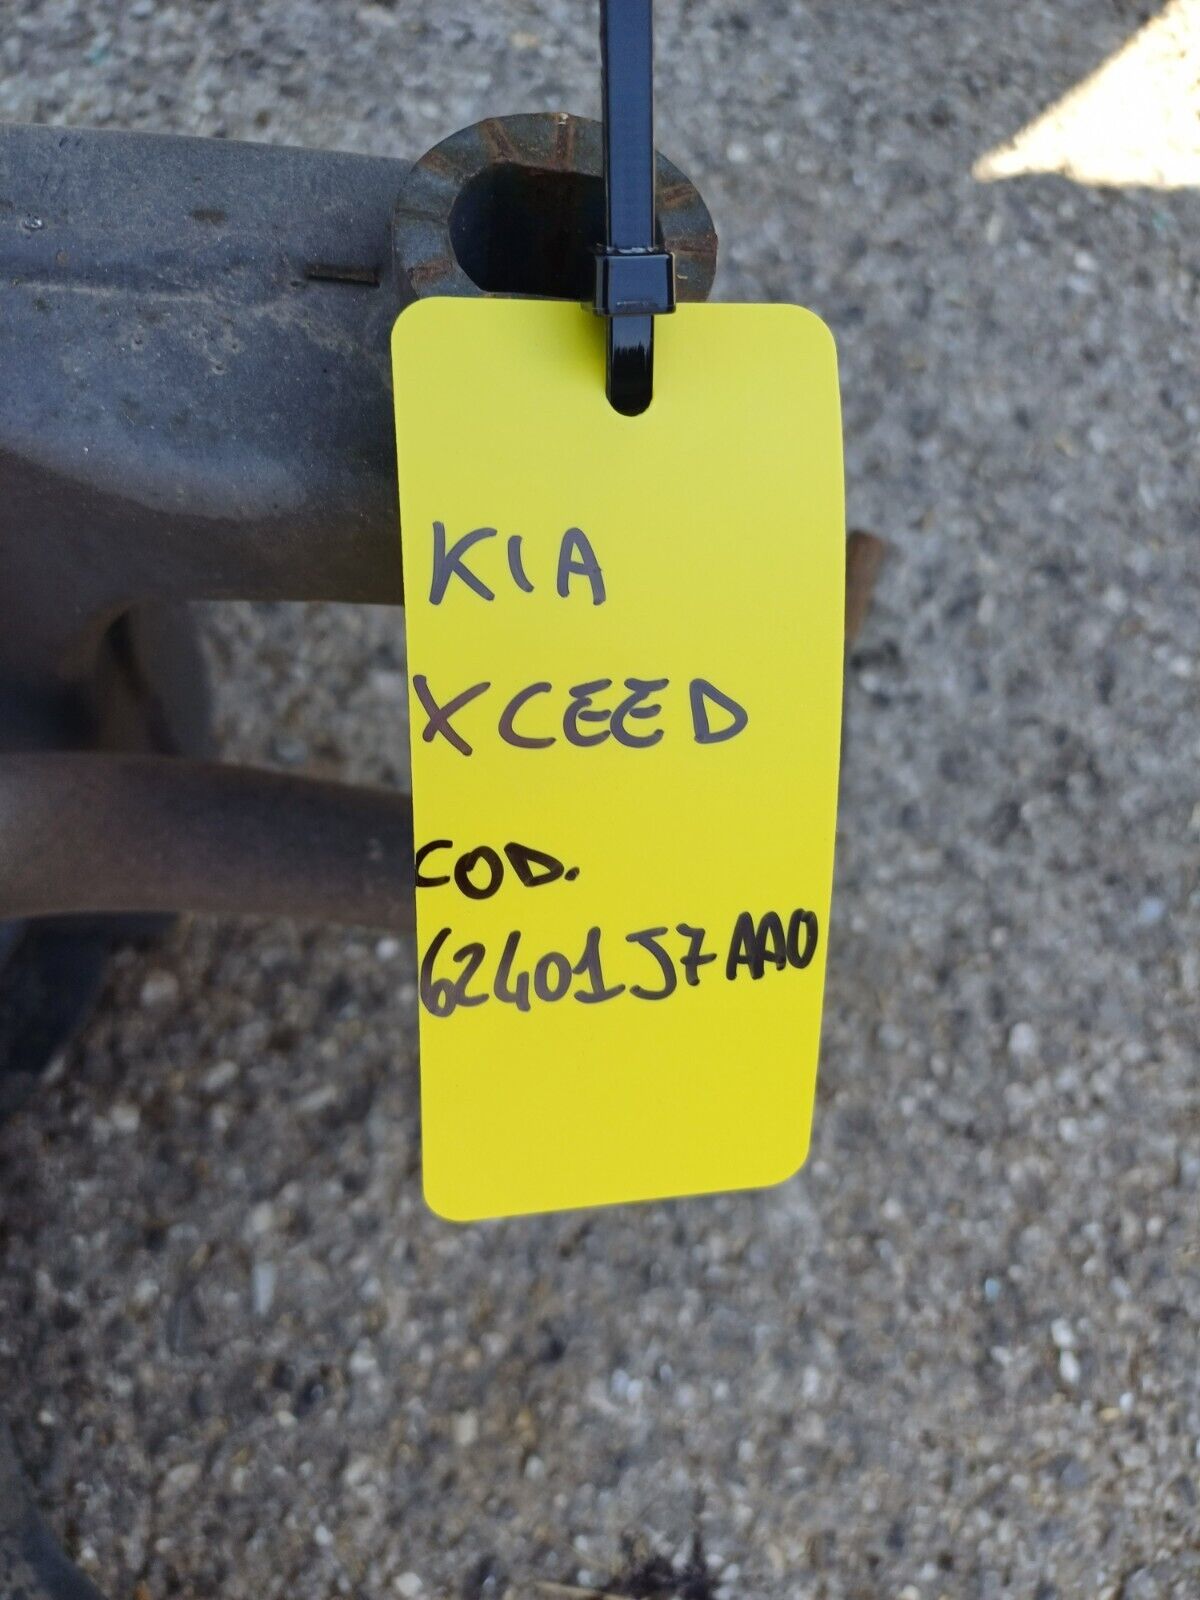 KIA
XCEED
COD.
62401J7AA0